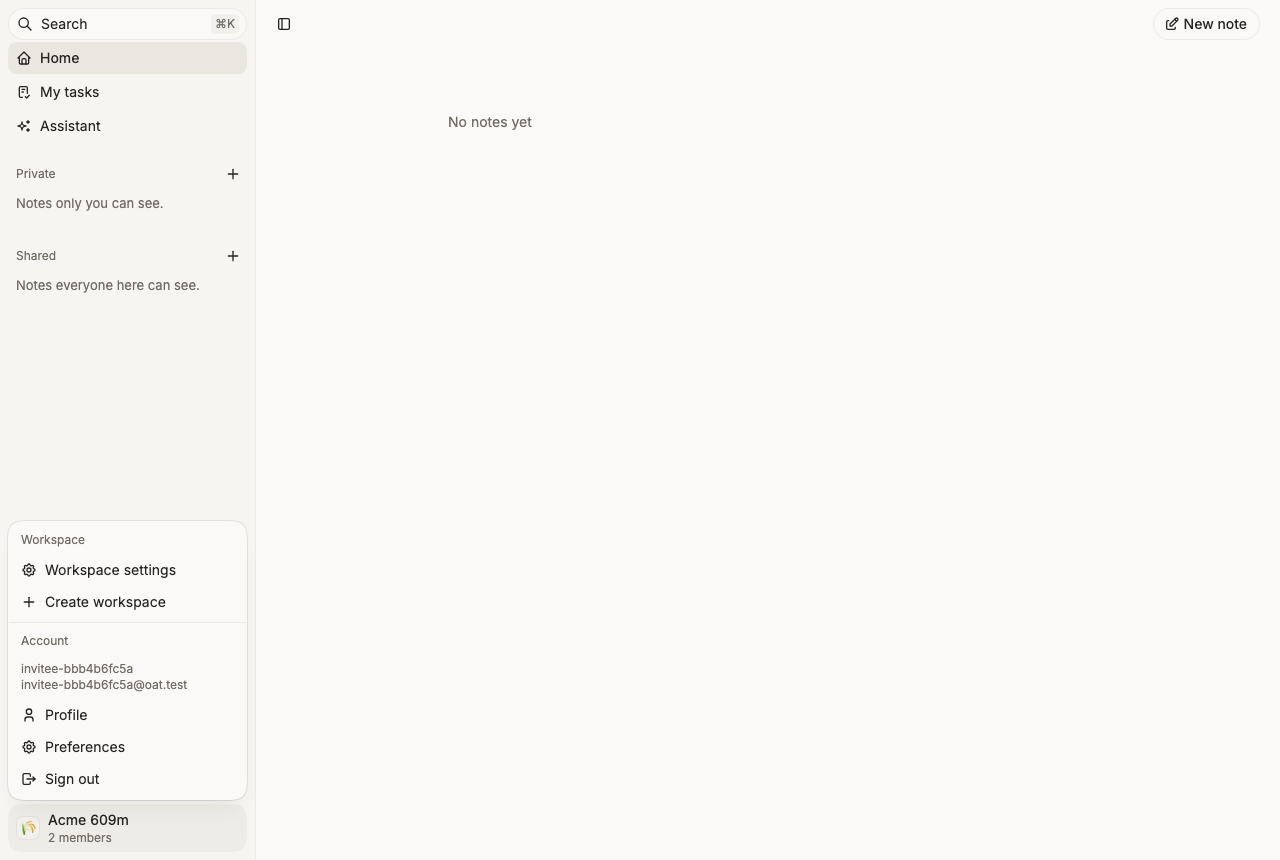 Search ⌘K
New note
Home
My tasks
Assistant
No notes yet
Private
Notes only you can see.
Shared
Notes everyone here can see.
Workspace
Workspace settings
Create workspace
Account
invitee-bbb4b6fc5a
invitee-bbb4b6fc5a@oat.test
Profile
Preferences
Sign out
Acme 609m
2 members